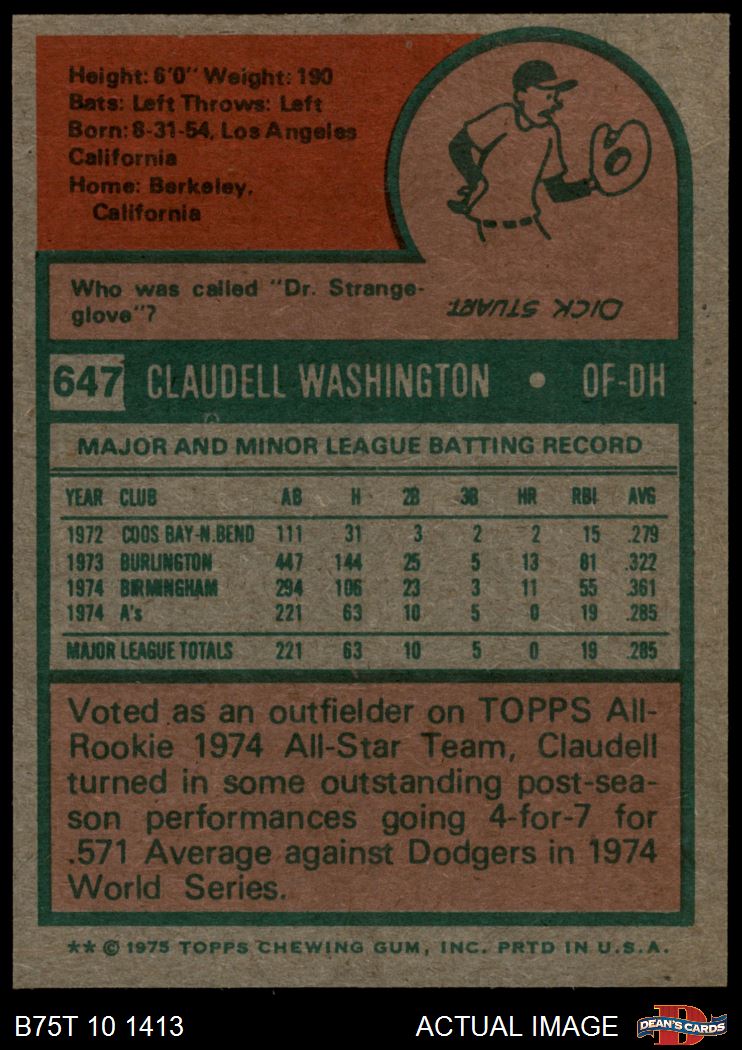 Height: 6'0" Weight: 190
Bats: Left Throws: Left
Born: 8-31-54, Los Angeles
California
Home: Berkeley,
California
Who was called "Dr. Strange-
glove"?
DICK STUART
647 CLAUDELL WASHINGTON • OF-DH
MAJOR AND MINOR LEAGUE BATTING RECORD
YEAR CLUB AB H 2B 3B HR RBI AVG
1972 COOS BAY-N.BEND 111 31 3 2 2 15 .279
1973 BURLINGTON 447 144 25 5 13 81 .322
1974 BIRMINGHAM 294 106 23 3 11 55 .361
1974 A's 221 63 10 5 0 19 .285
MAJOR LEAGUE TOTALS 221 63 10 5 0 19 .285
Voted as an outfielder on TOPPS All-
Rookie 1974 All-Star Team, Claudell
turned in some outstanding post-sea-
son performances going 4-for-7 for
.571 Average against Dodgers in 1974
World Series.
** © 1975 TOPPS CHEWING GUM, INC. PRTD IN U.S.A.
B75T 10 1413 ACTUAL IMAGE DEAN'S CARDS